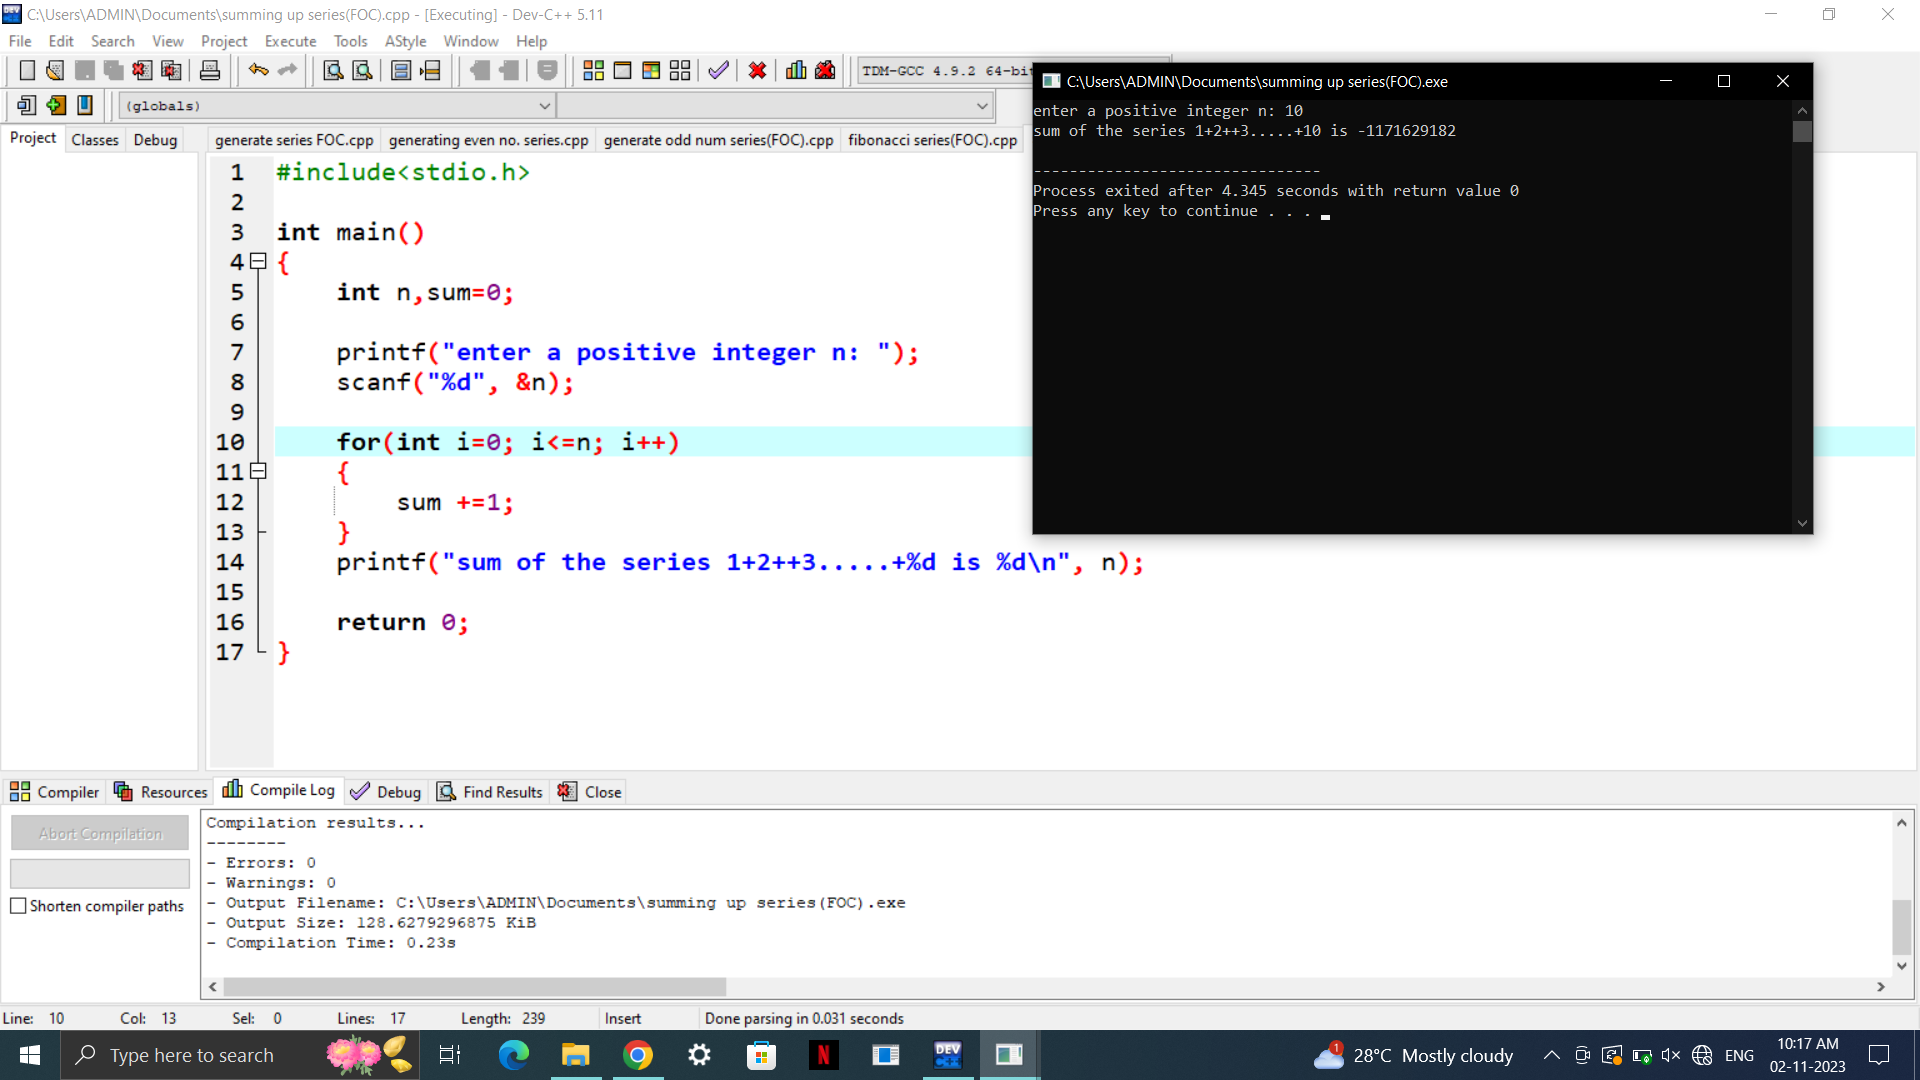 C:\Users\ADMIN\Documents\summing up series(FOC).cpp - [Executing] - Dev-C++ 5.11
File Edit Search View Project Execute Tools AStyle Window Help
TDM-GCC 4.9.2 64-bi
(globals)
Project Classes Debug
generate series FOC.cpp generating even no. series.cpp generate odd num series(FOC).cpp fibonacci series(FOC).cpp
1 #include<stdio.h>
2
3 int main()
4 {
5 int n,sum=0;
6
7 printf("enter a positive integer n: ");
8 scanf("%d", &n);
9
10 for(int i=0; i<=n; i++)
11 {
12 sum +=1;
13 }
14 printf("sum of the series 1+2++3.....+%d is %d\n", n);
15
16 return 0;
17 }
C:\Users\ADMIN\Documents\summing up series(FOC).exe
enter a positive integer n: 10
sum of the series 1+2++3.....+10 is -1171629182
--------------------------------
Process exited after 4.345 seconds with return value 0
Press any key to continue . . .
Compiler Resources Compile Log Debug Find Results Close
Abort Compilation
Shorten compiler paths
Compilation results...
--------
- Errors: 0
- Warnings: 0
- Output Filename: C:\Users\ADMIN\Documents\summing up series(FOC).exe
- Output Size: 128.6279296875 KiB
- Compilation Time: 0.23s
Line: 10 Col: 13 Sel: 0 Lines: 17 Length: 239 Insert Done parsing in 0.031 seconds
Type here to search
DEV C++
N
1
28°C Mostly cloudy
ENG
10:17 AM
02-11-2023